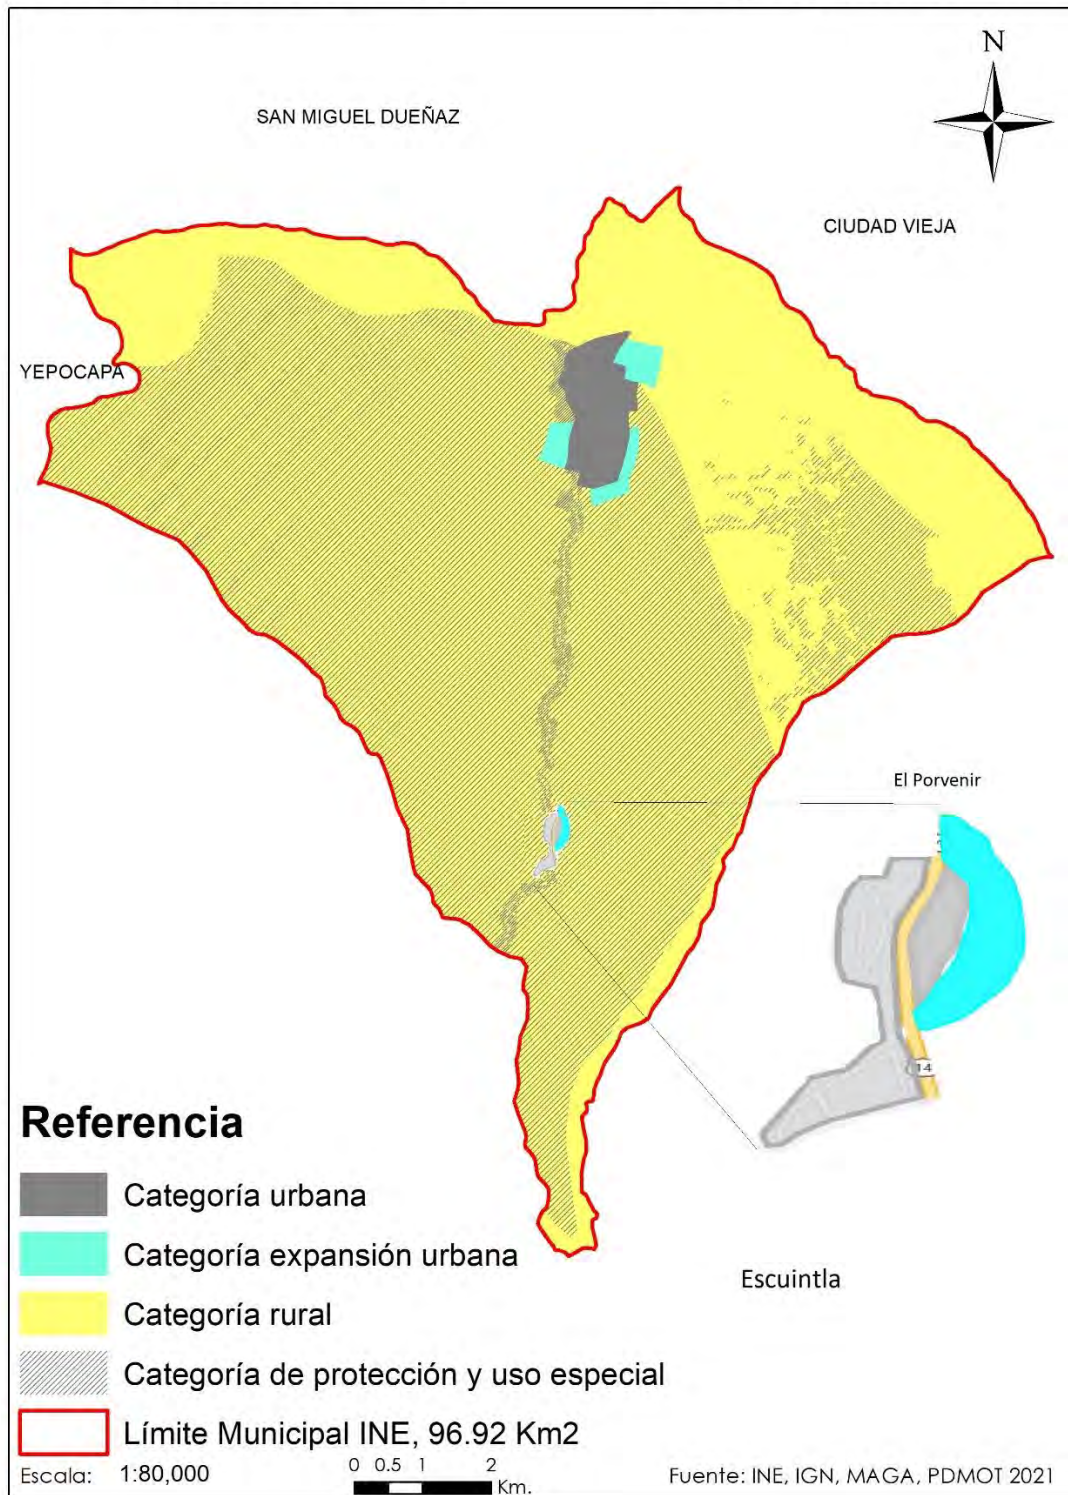 N
SAN MIGUEL DUEÑAZ
CIUDAD VIEJA
YEPOCAPA
El Porvenir
14
Referencia
Categoría urbana
Categoría expansión urbana
Categoría rural
Categoría de protección y uso especial
Límite Municipal INE, 96.92 Km2
Escuintla
Escala: 1:80,000
0 0.5 1 2
Km.
Fuente: INE, IGN, MAGA, PDMOT 2021